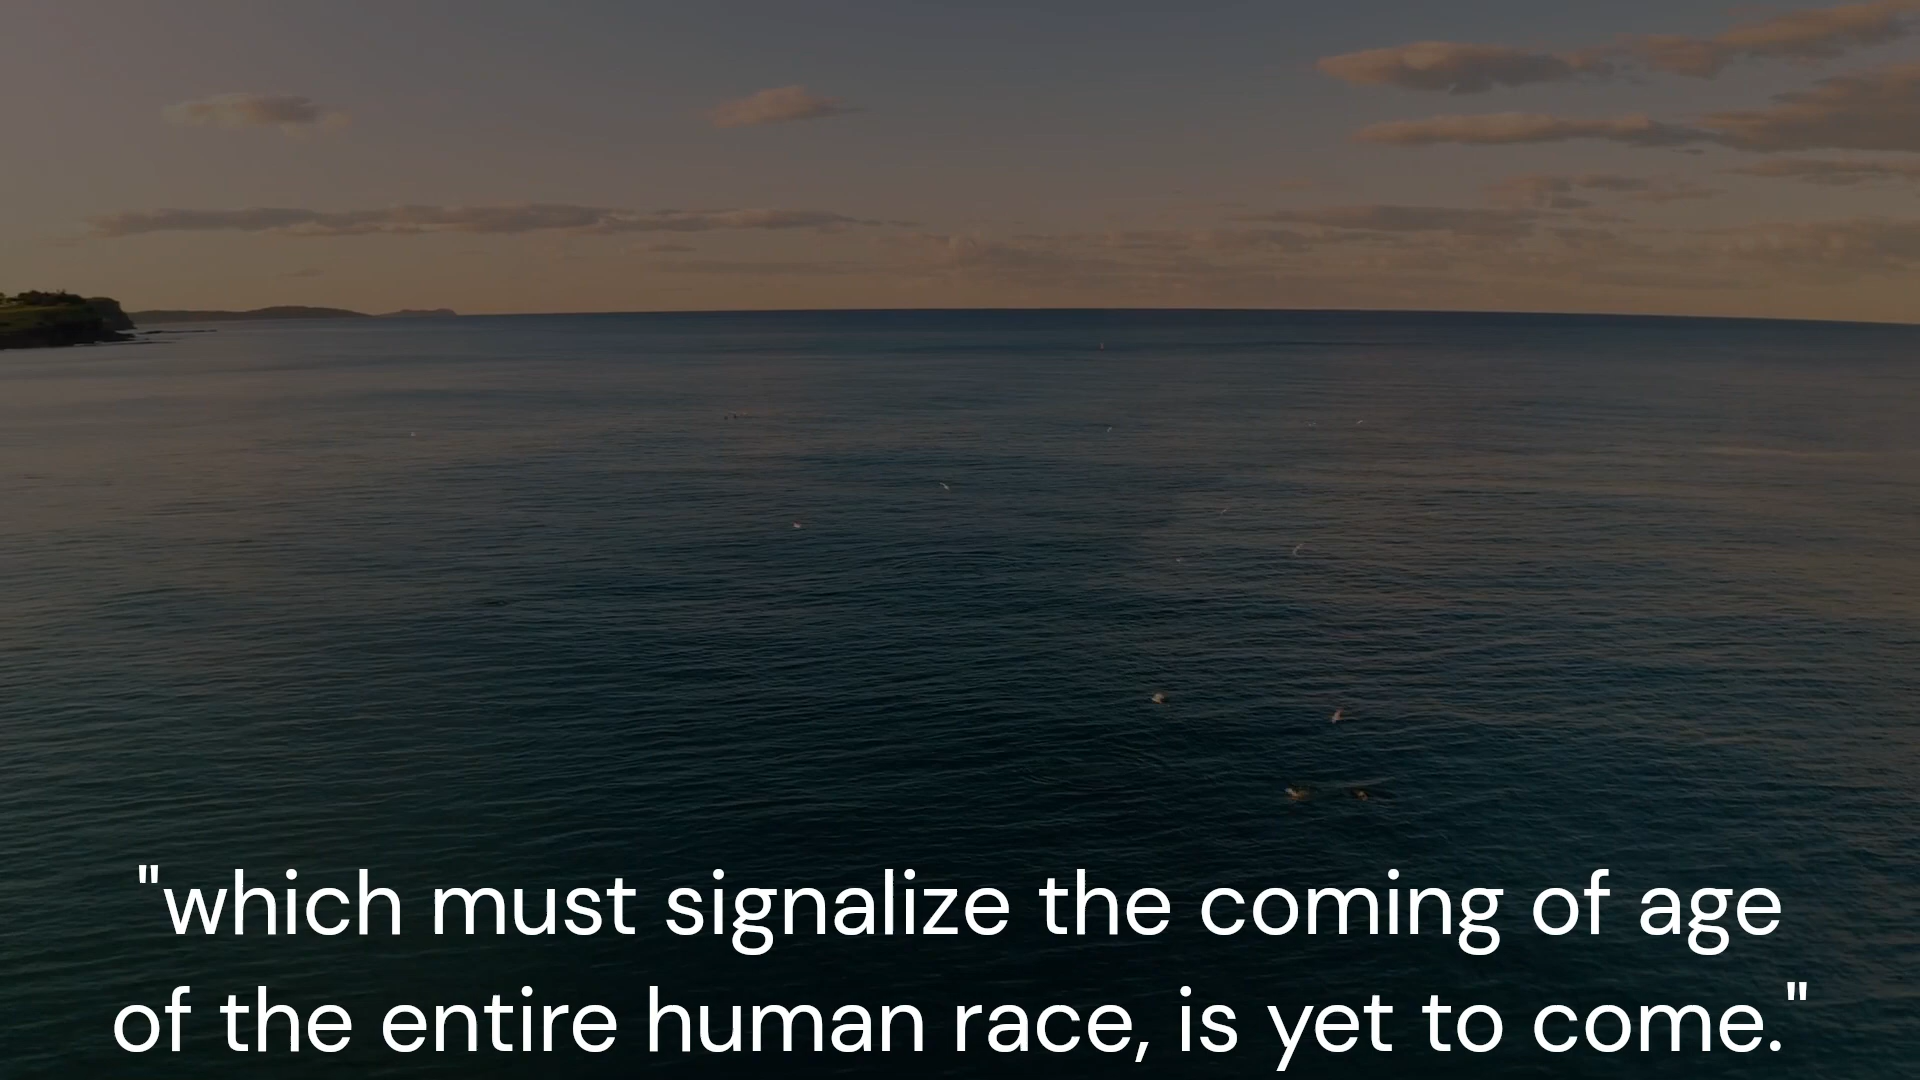 "which must signalize the coming of age
of the entire human race, is yet to come."